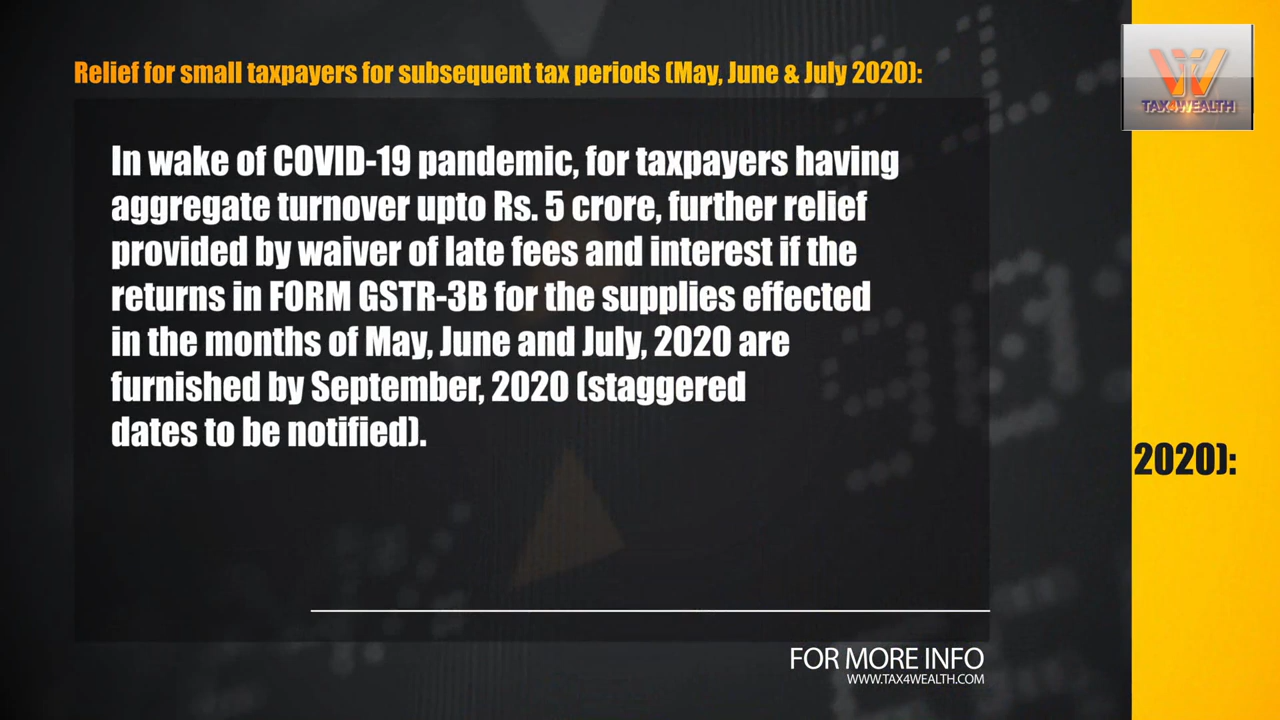 Relief for small taxpayers for subsequent tax periods (May, June & July 2020):
TAX4WEALTH
In wake of COVID-19 pandemic, for taxpayers having
aggregate turnover upto Rs. 5 crore, further relief
provided by waiver of late fees and interest if the
returns in FORM GSTR-3B for the supplies effected
in the months of May, June and July, 2020 are
furnished by September, 2020 (staggered
dates to be notified).
2020):
FOR MORE INFO
WWW.TAX4WEALTH.COM